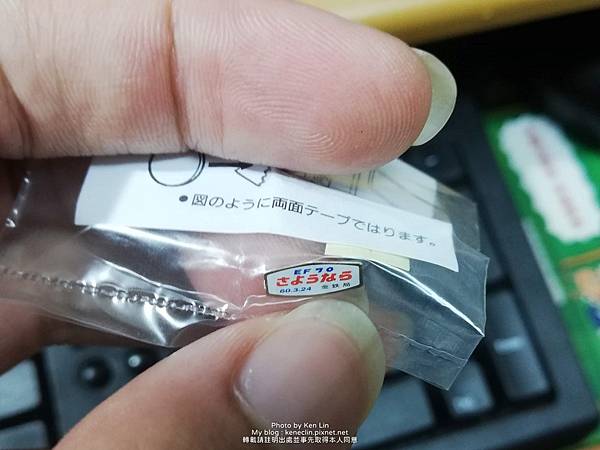 •図のように両面テープではります。
EF70
さようなら
60.3.24 金鉄局
Photo by Ken Lin
My blog : keneclin.pixnet.net
轉載請註明出處並事先取得本人同意